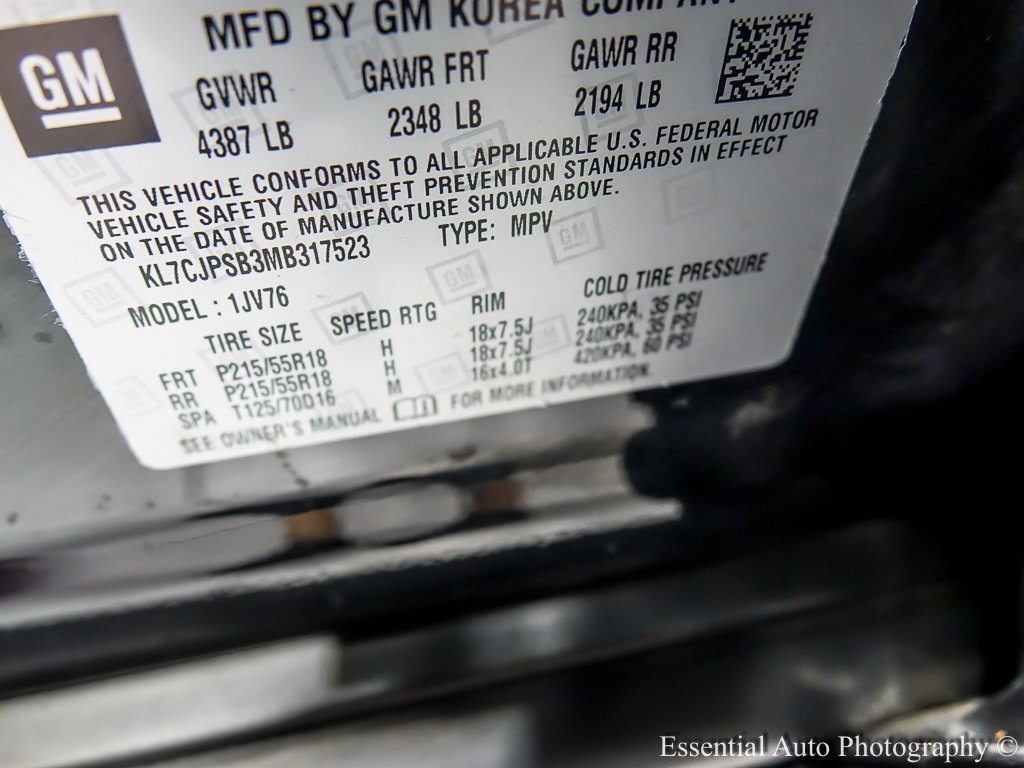 MFD BY GM KOREA COMPANY
GM
GVWR GAWR FRT GAWR RR
4387 LB 2348 LB 2194 LB
THIS VEHICLE CONFORMS TO ALL APPLICABLE U.S. FEDERAL MOTOR
VEHICLE SAFETY AND THEFT PREVENTION STANDARDS IN EFFECT
ON THE DATE OF MANUFACTURE SHOWN ABOVE.
KL7CJPSB3MB317523 TYPE: MPV
MODEL: 1JV76
TIRE SIZE SPEED RTG RIM COLD TIRE PRESSURE
FRT P215/55R18 H 18x7.5J 240KPA, 35 PSI
RR P215/55R18 H 18x7.5J 240KPA, 35 PSI
SPA T125/70D16 M 16x4.0T 420KPA, 60 PSI
SEE OWNER'S MANUAL FOR MORE INFORMATION.
Essential Auto Photography ©